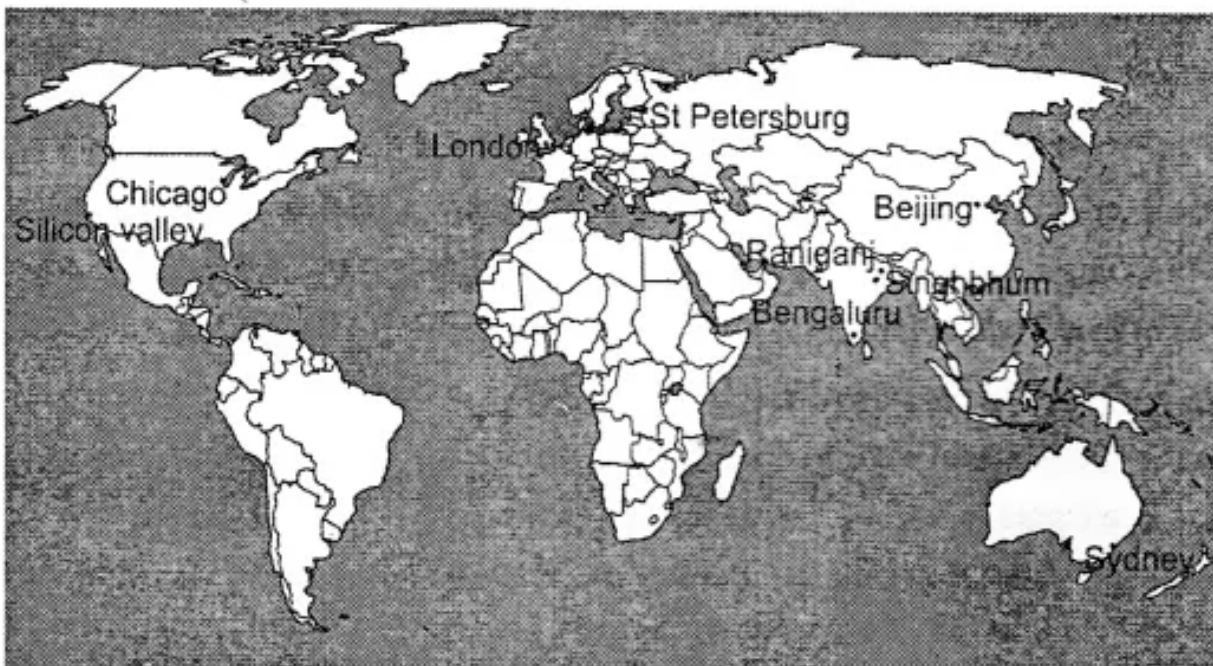 St Petersburg
London
Chicago
Silicon valley
Beijing
Raniganj
Singhbhum
Bengaluru
Sydney